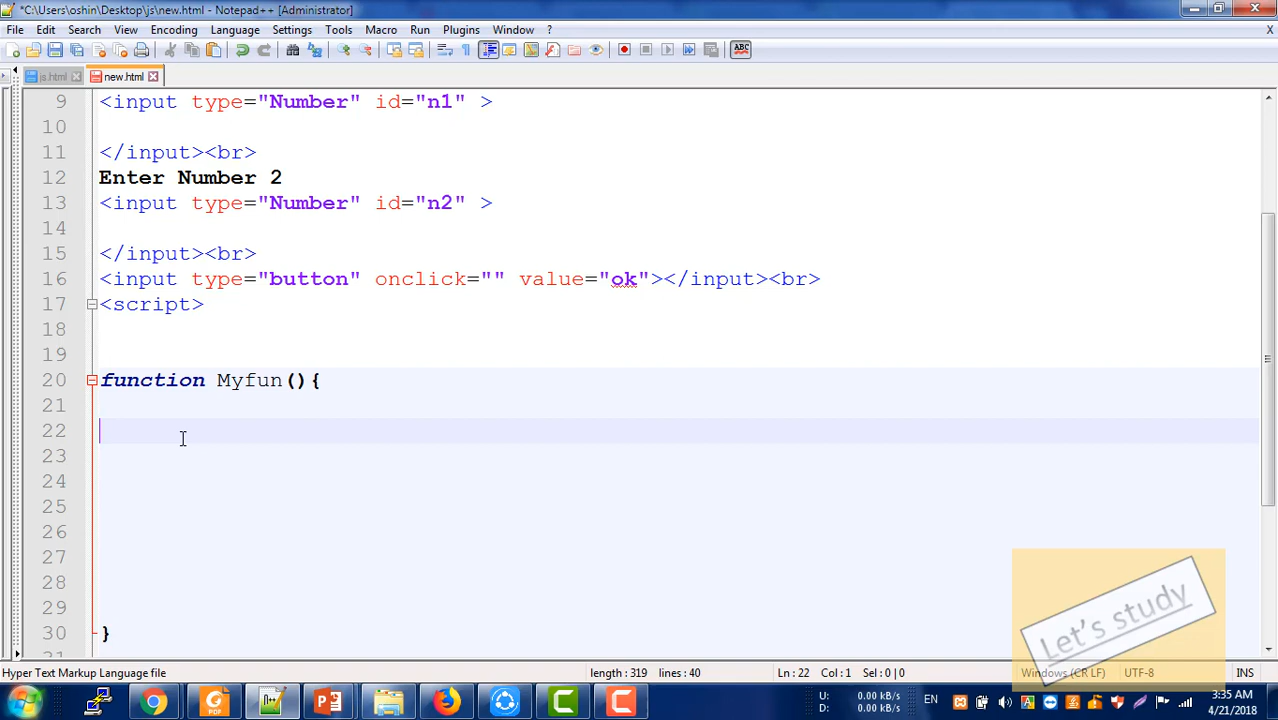 *C:\Users\oshin\Desktop\js\new.html - Notepad++ [Administrator]
File Edit Search View Encoding Language Settings Tools Macro Run Plugins Window ? X
ABC
js.html new.html
9 <input type="Number" id="n1" >
10
11 </input><br>
12 Enter Number 2
13 <input type="Number" id="n2" >
14
15 </input><br>
16 <input type="button" onclick="" value="ok"></input><br>
17 <script>
18
19
20 function Myfun(){
21
22
23
24
25
26
27
28
29
30 }
31
Let's study
Hyper Text Markup Language file length : 319 lines : 40 Ln : 22 Col : 1 Sel : 0 | 0 Windows (CR LF) UTF-8 INS
U: 0.00 kB/s
D: 0.00 kB/s
EN
3:35 AM
4/21/2018